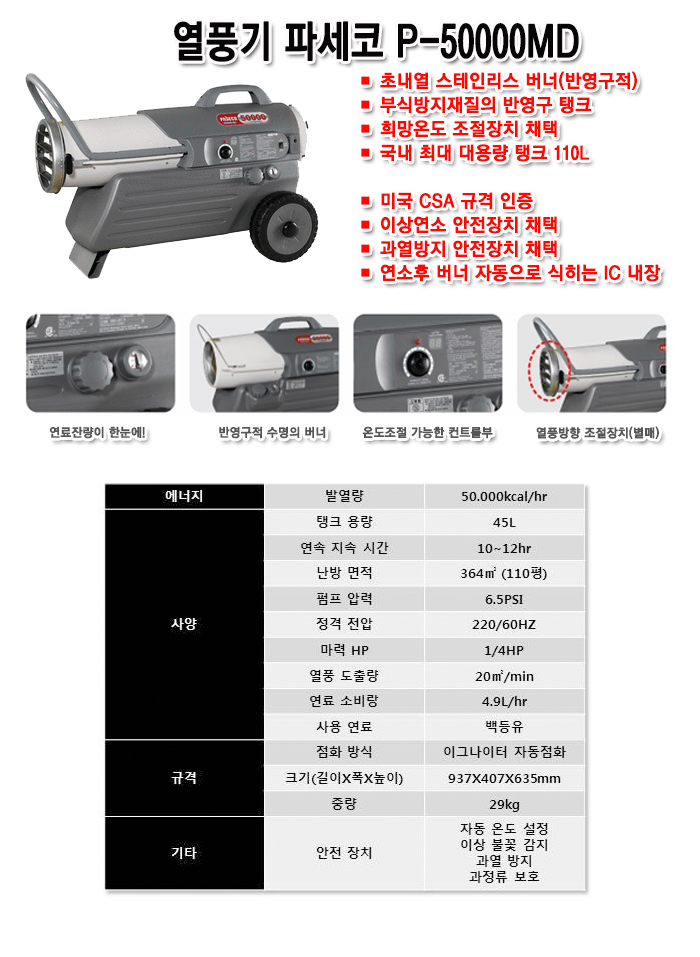 열풍기 파세코 P-50000MD
■ 초내열 스테인리스 버너(반영구적)
■ 부식방지재질의 반영구 탱크
■ 희망온도 조절장치 채택
■ 국내 최대 대용량 탱크 110L
■ 미국 CSA 규격 인증
■ 이상연소 안전장치 채택
■ 과열방지 안전장치 채택
■ 연소후 버너 자동으로 식히는 IC 내장
PASECO 50000
연료잔량이 한눈에!
반영구적 수명의 버너
온도조절 가능한 컨트롤부
열풍방향 조절장치(별매)
에너지 발열량 50.000kcal/hr
탱크 용량 45L
연속 지속 시간 10~12hr
난방 면적 364㎡ (110평)
펌프 압력 6.5PSI
사양 정격 전압 220/60HZ
마력 HP 1/4HP
열풍 도출량 20㎥/min
연료 소비량 4.9L/hr
사용 연료 백등유
점화 방식 이그나이터 자동점화
규격 크기(길이X폭X높이) 937X407X635mm
중량 29kg
기타 안전 장치 자동 온도 설정
이상 불꽃 감지
과열 방지
과정류 보호